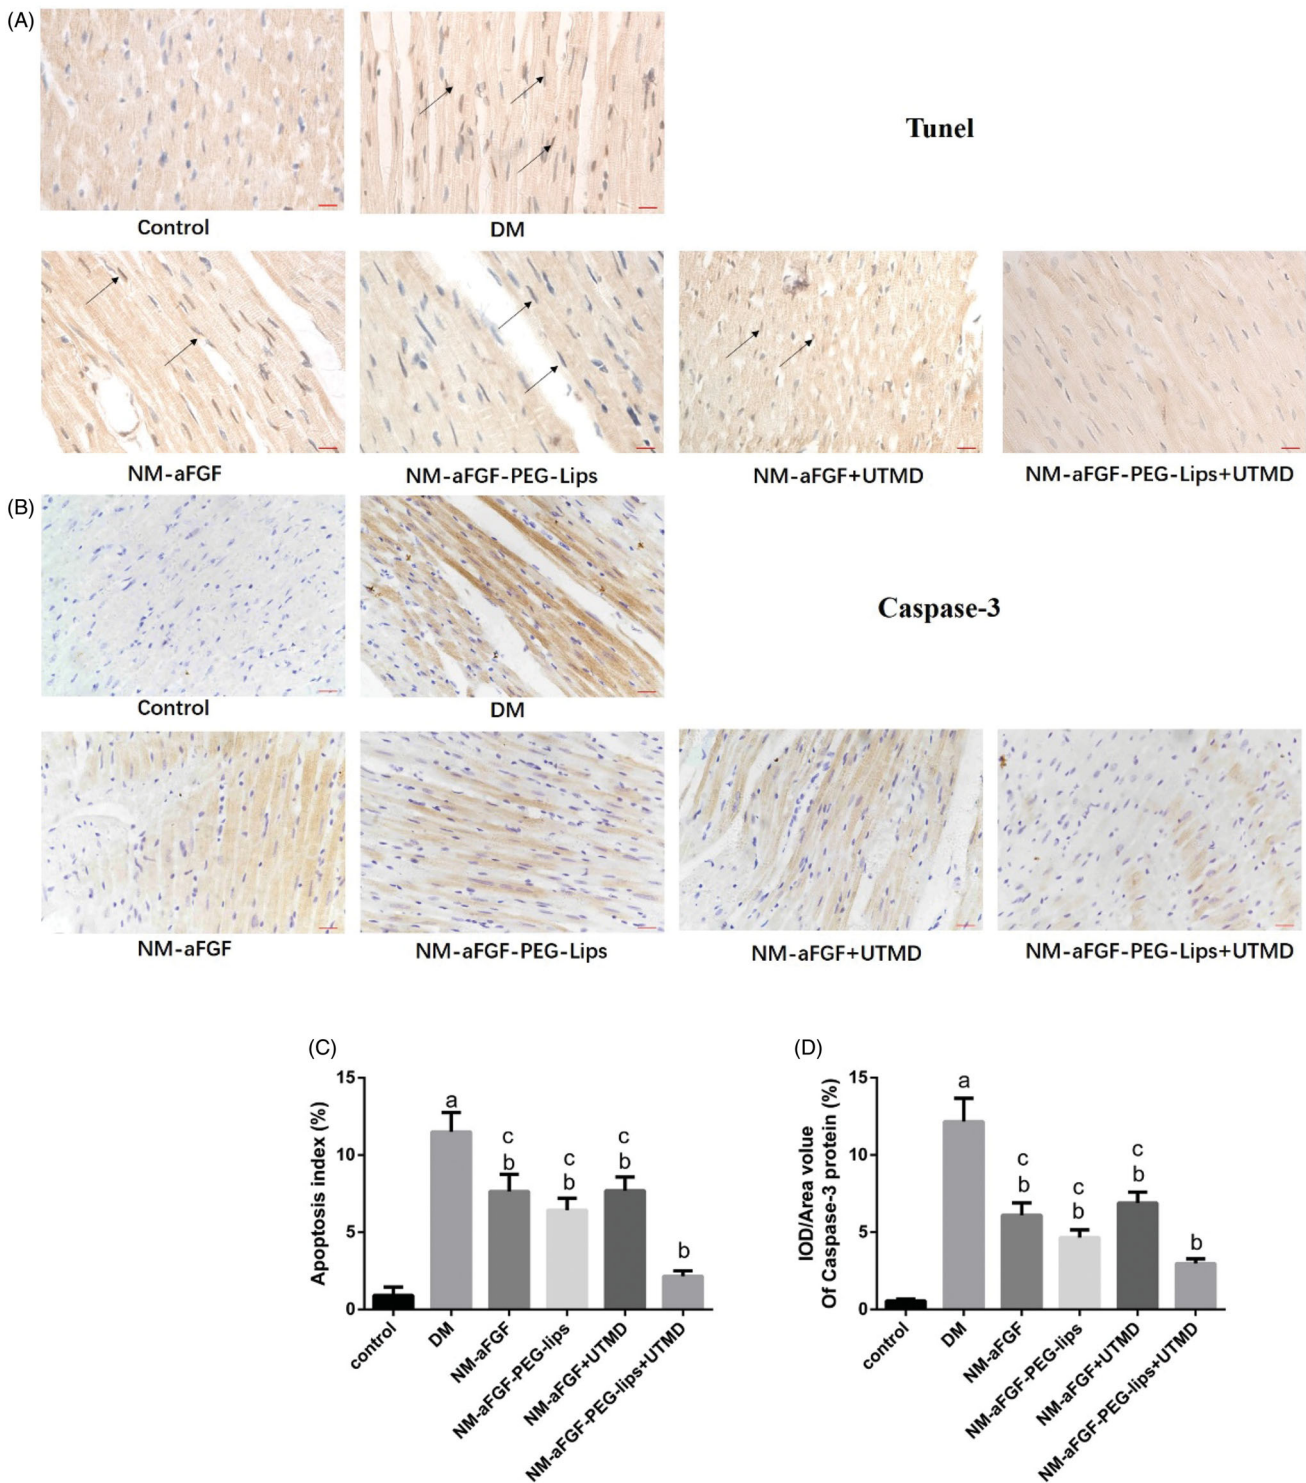 (A)
Tunel
Control
DM
NM-aFGF
NM-aFGF-PEG-Lips
NM-aFGF+UTMD
NM-aFGF-PEG-Lips+UTMD
(B)
Caspase-3
Control
DM
NM-aFGF
NM-aFGF-PEG-Lips
NM-aFGF+UTMD
NM-aFGF-PEG-Lips+UTMD
(C)
Apoptosis index (%)
15
10
5
0
a
c
b
c
b
c
b
b
control
DM
NM-aFGF
NM-aFGF-PEG-lips
NM-aFGF+UTMD
NM-aFGF-PEG-lips+UTMD
(D)
IOD/Area volue
Of Caspase-3 protein (%)
15
10
5
0
a
c
b
c
b
c
b
b
control
DM
NM-aFGF
NM-aFGF-PEG-lips
NM-aFGF+UTMD
NM-aFGF-PEG-lips+UTMD